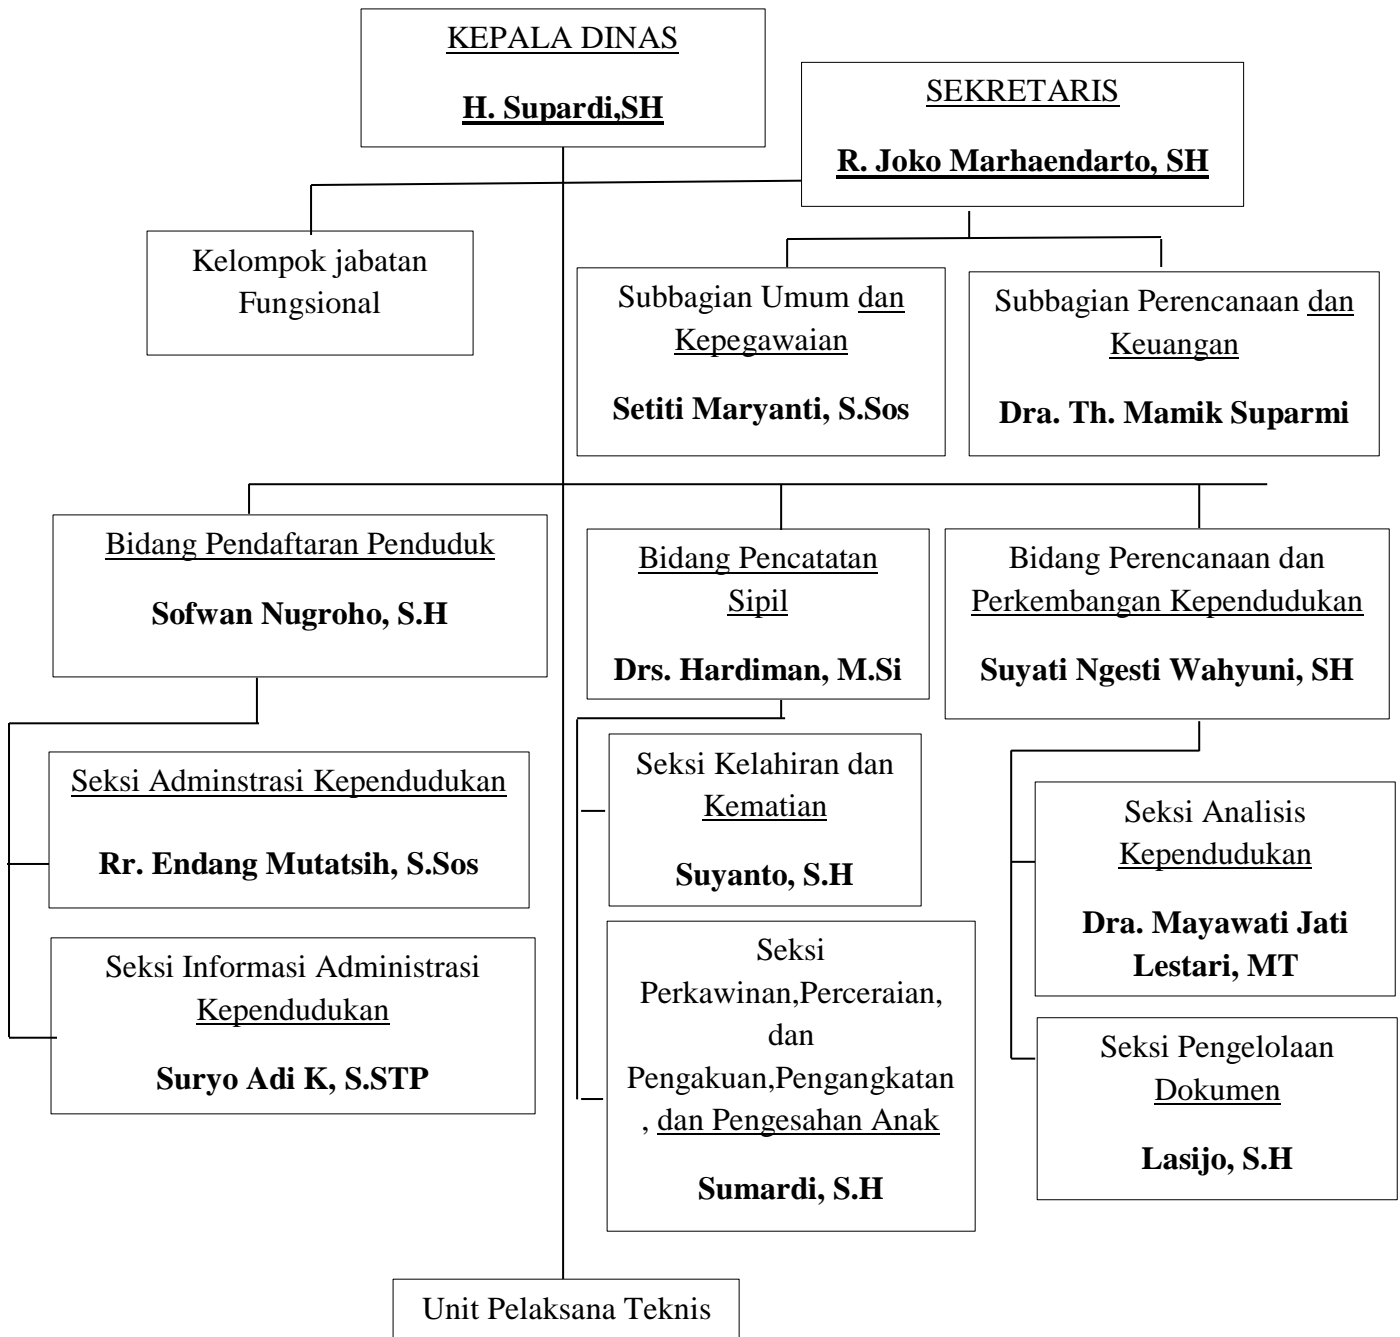 KEPALA DINAS
H. Supardi,SH
SEKRETARIS
R. Joko Marhaendarto, SH
Kelompok jabatan
Fungsional
Subbagian Umum dan
Kepegawaian
Setiti Maryanti, S.Sos
Subbagian Perencanaan dan
Keuangan
Dra. Th. Mamik Suparmi
Bidang Pendaftaran Penduduk
Sofwan Nugroho, S.H
Bidang Pencatatan
Sipil
Drs. Hardiman, M.Si
Bidang Perencanaan dan
Perkembangan Kependudukan
Suyati Ngesti Wahyuni, SH
Seksi Adminstrasi Kependudukan
Rr. Endang Mutatsih, S.Sos
Seksi Informasi Administrasi
Kependudukan
Suryo Adi K, S.STP
Seksi Kelahiran dan
Kematian
Suyanto, S.H
Seksi
Perkawinan,Perceraian,
dan
Pengakuan,Pengangkatan
, dan Pengesahan Anak
Sumardi, S.H
Seksi Analisis
Kependudukan
Dra. Mayawati Jati
Lestari, MT
Seksi Pengelolaan
Dokumen
Lasijo, S.H
Unit Pelaksana Teknis